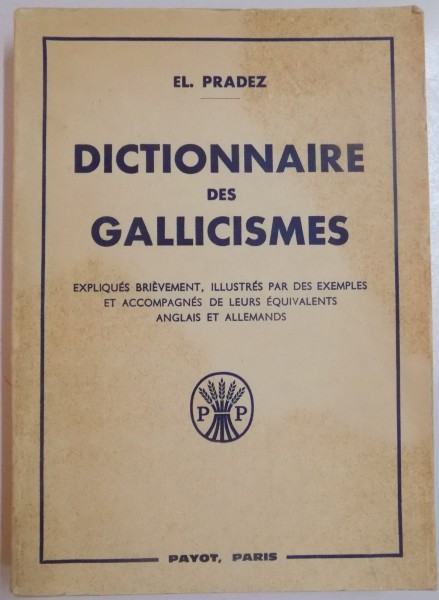 EL. PRADEZ
DICTIONNAIRE
DES
GALLICISMES
EXPLIQUÉS BRIÈVEMENT, ILLUSTRÉS PAR DES EXEMPLES
ET ACCOMPAGNÉS DE LEURS ÉQUIVALENTS
ANGLAIS ET ALLEMANDS
P P
PAYOT, PARIS